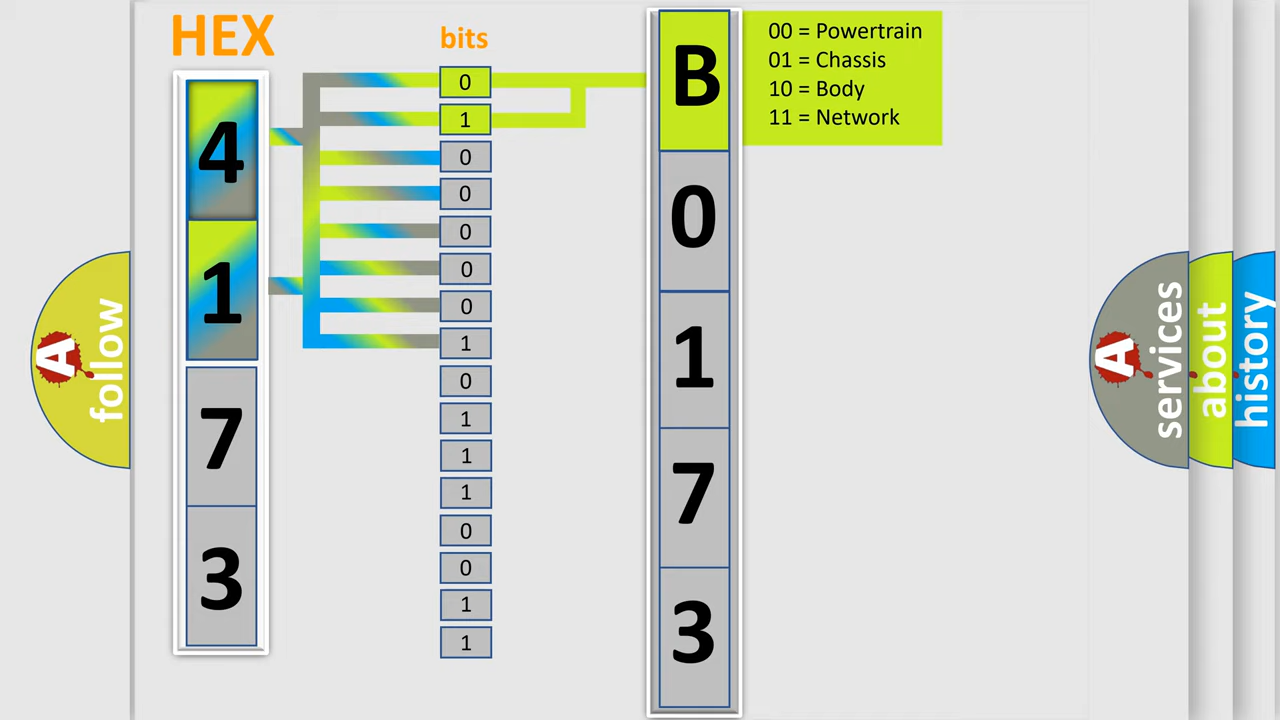 HEX
bits
4
1
7
3
0
1
0
0
0
0
0
1
0
1
1
1
0
0
1
1
B
0
1
7
3
00 = Powertrain
01 = Chassis
10 = Body
11 = Network
A
follow
A
services
about
history